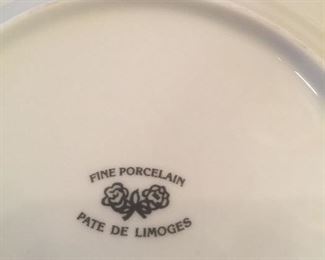 FINE PORCELAIN
PATE DE LIMOGES